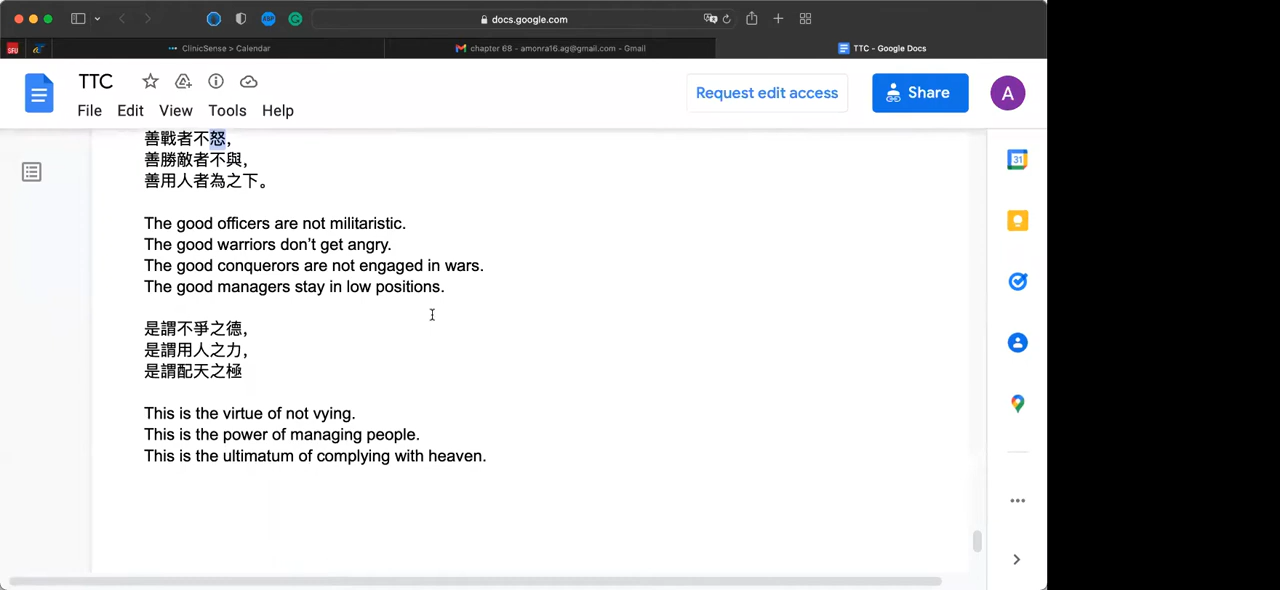 docs.google.com
SFU
ClinicSense > Calendar
chapter 68 - amonra16.ag@gmail.com - Gmail
TTC - Google Docs
TTC
Request edit access
Share
A
File Edit View Tools Help
善戰者不怒，
善勝敵者不與，
善用人者為之下。
The good officers are not militaristic.
The good warriors don’t get angry.
The good conquerors are not engaged in wars.
The good managers stay in low positions.
是謂不爭之德，
是謂用人之力，
是謂配天之極
This is the virtue of not vying.
This is the power of managing people.
This is the ultimatum of complying with heaven.
31